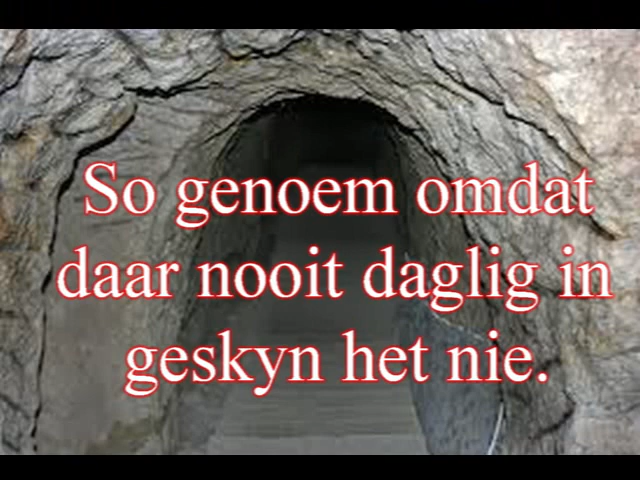 So genoem omdat
daar nooit daglig in
geskyn het nie.